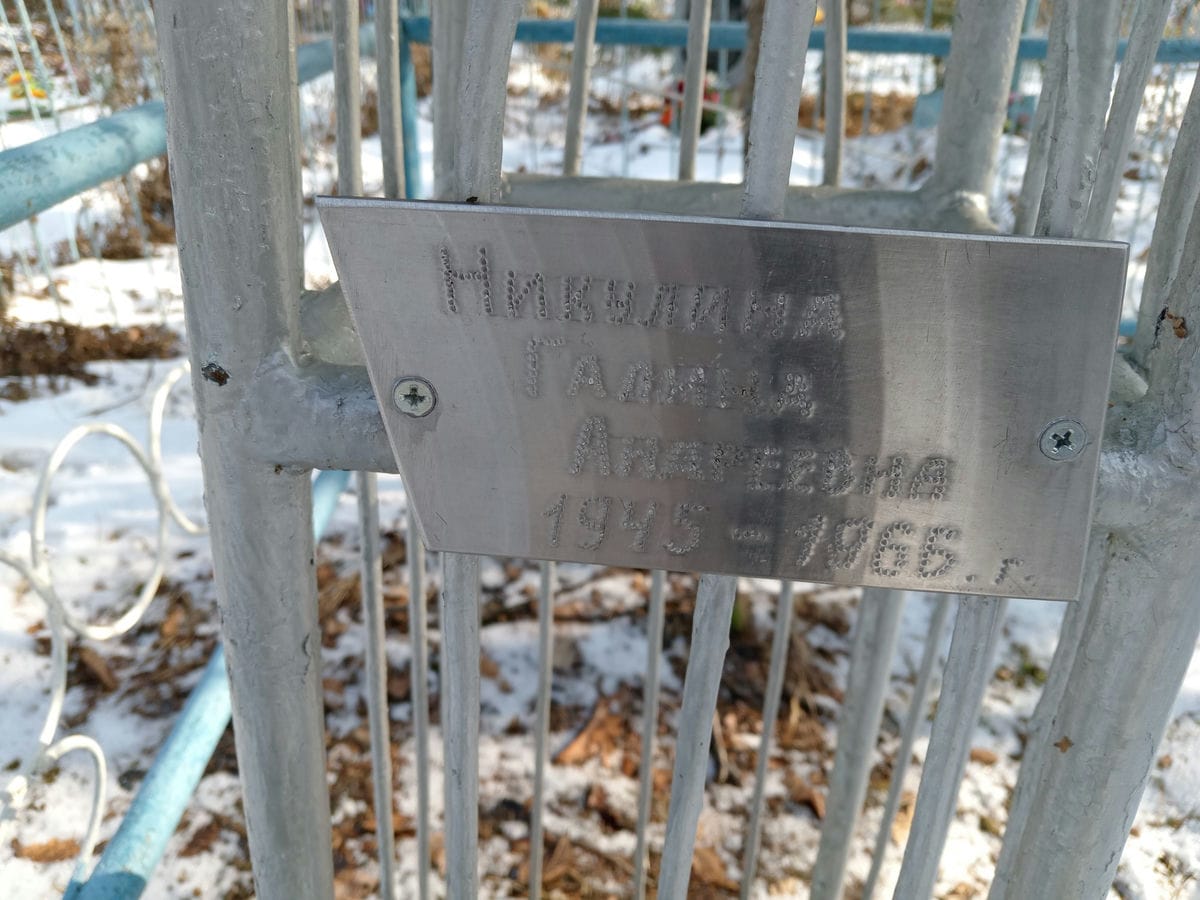 Никулина
Галина
Андреевна
1945 - 1966.г.